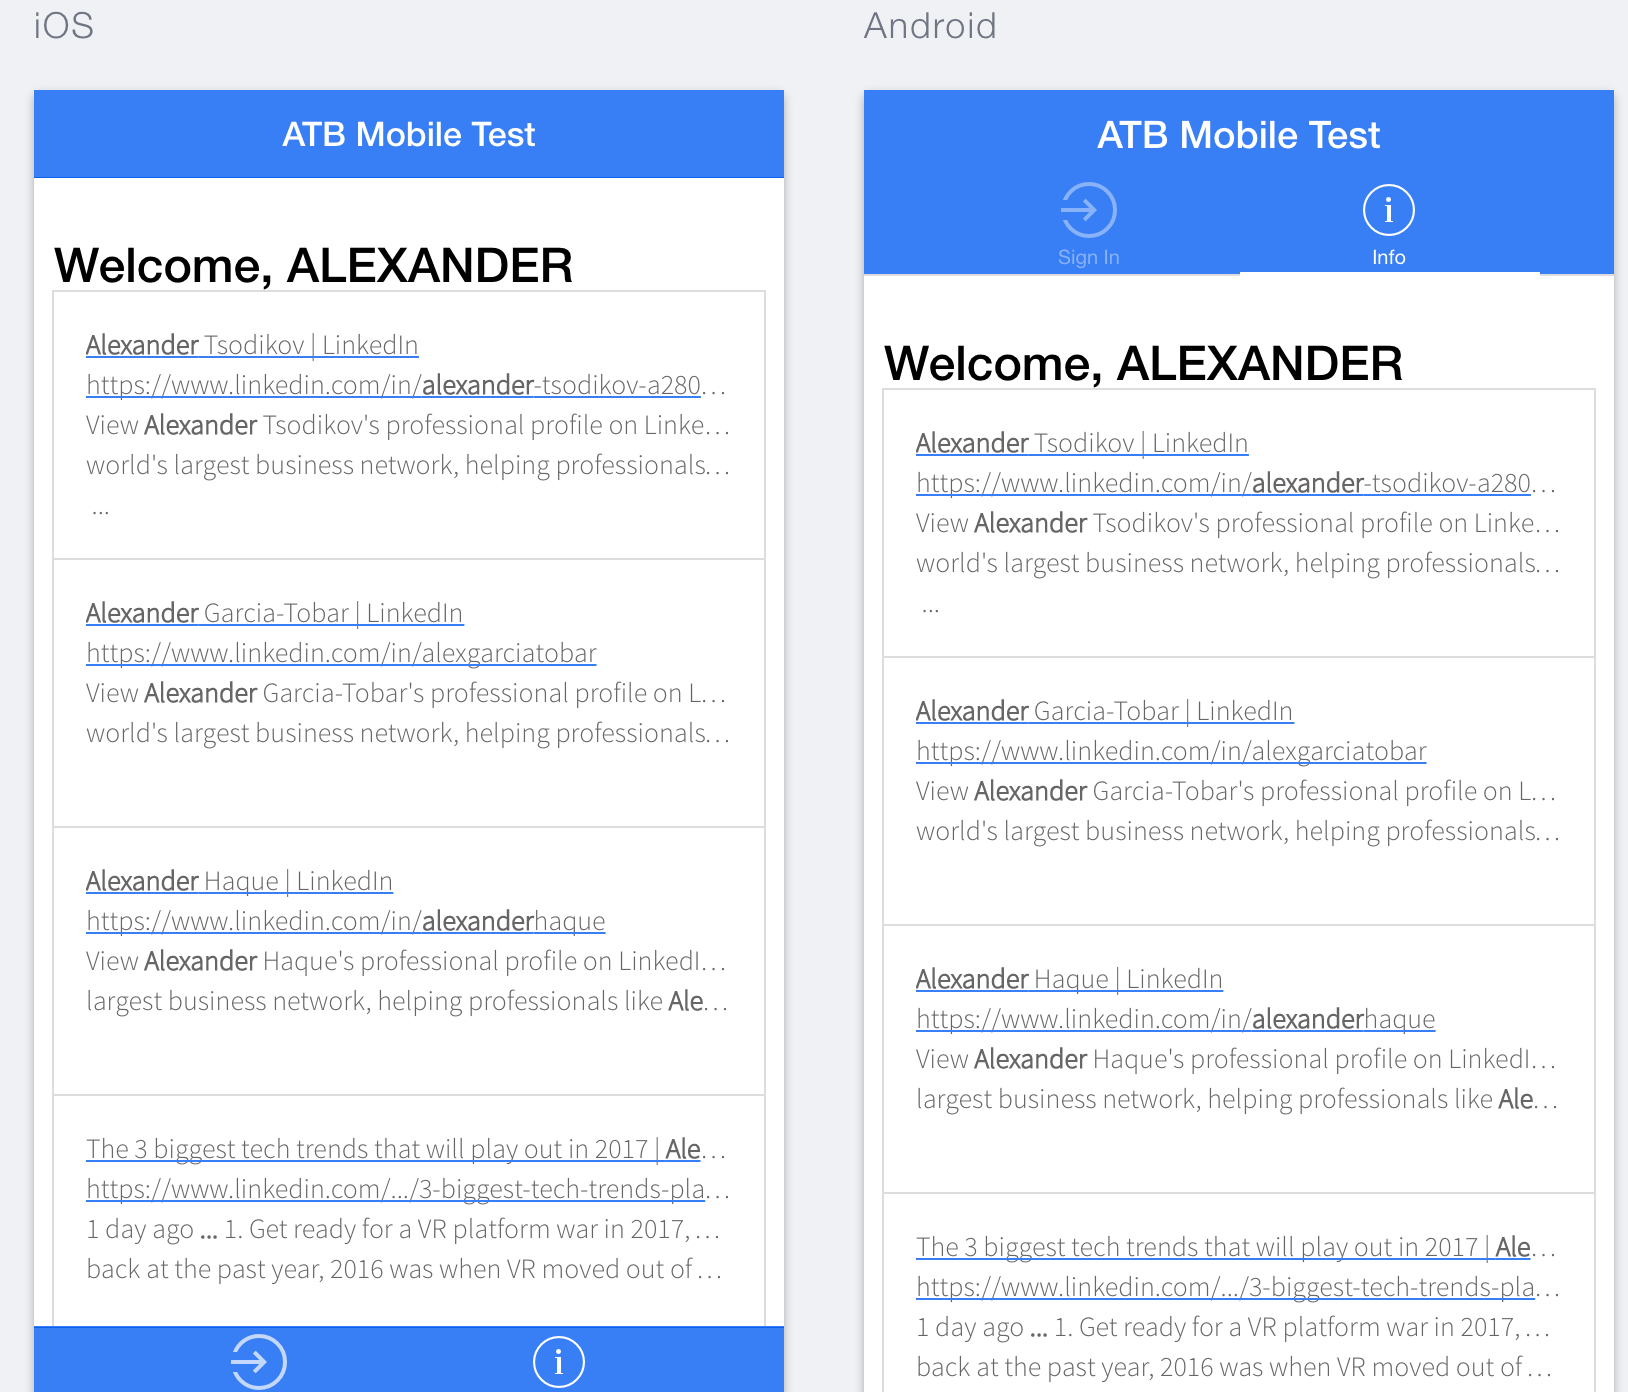 iOS
ATB Mobile Test
Welcome, ALEXANDER
Alexander Tsodikov | LinkedIn
https://www.linkedin.com/in/alexander-tsodikov-a280...
View Alexander Tsodikov's professional profile on Linke...
world's largest business network, helping professionals...
...
Alexander Garcia-Tobar | LinkedIn
https://www.linkedin.com/in/alexgarciatobar
View Alexander Garcia-Tobar's professional profile on L...
world's largest business network, helping professionals...
Alexander Haque | LinkedIn
https://www.linkedin.com/in/alexanderhaque
View Alexander Haque's professional profile on LinkedI...
largest business network, helping professionals like Ale...
The 3 biggest tech trends that will play out in 2017 | Ale...
https://www.linkedin.com/.../3-biggest-tech-trends-pla...
1 day ago ... 1. Get ready for a VR platform war in 2017, ...
back at the past year, 2016 was when VR moved out of ...
Android
ATB Mobile Test
Sign In
Info
Welcome, ALEXANDER
Alexander Tsodikov | LinkedIn
https://www.linkedin.com/in/alexander-tsodikov-a280...
View Alexander Tsodikov's professional profile on Linke...
world's largest business network, helping professionals...
...
Alexander Garcia-Tobar | LinkedIn
https://www.linkedin.com/in/alexgarciatobar
View Alexander Garcia-Tobar's professional profile on L...
world's largest business network, helping professionals...
Alexander Haque | LinkedIn
https://www.linkedin.com/in/alexanderhaque
View Alexander Haque's professional profile on LinkedI...
largest business network, helping professionals like Ale...
The 3 biggest tech trends that will play out in 2017 | Ale...
https://www.linkedin.com/.../3-biggest-tech-trends-pla...
1 day ago ... 1. Get ready for a VR platform war in 2017, ...
back at the past year, 2016 was when VR moved out of ...